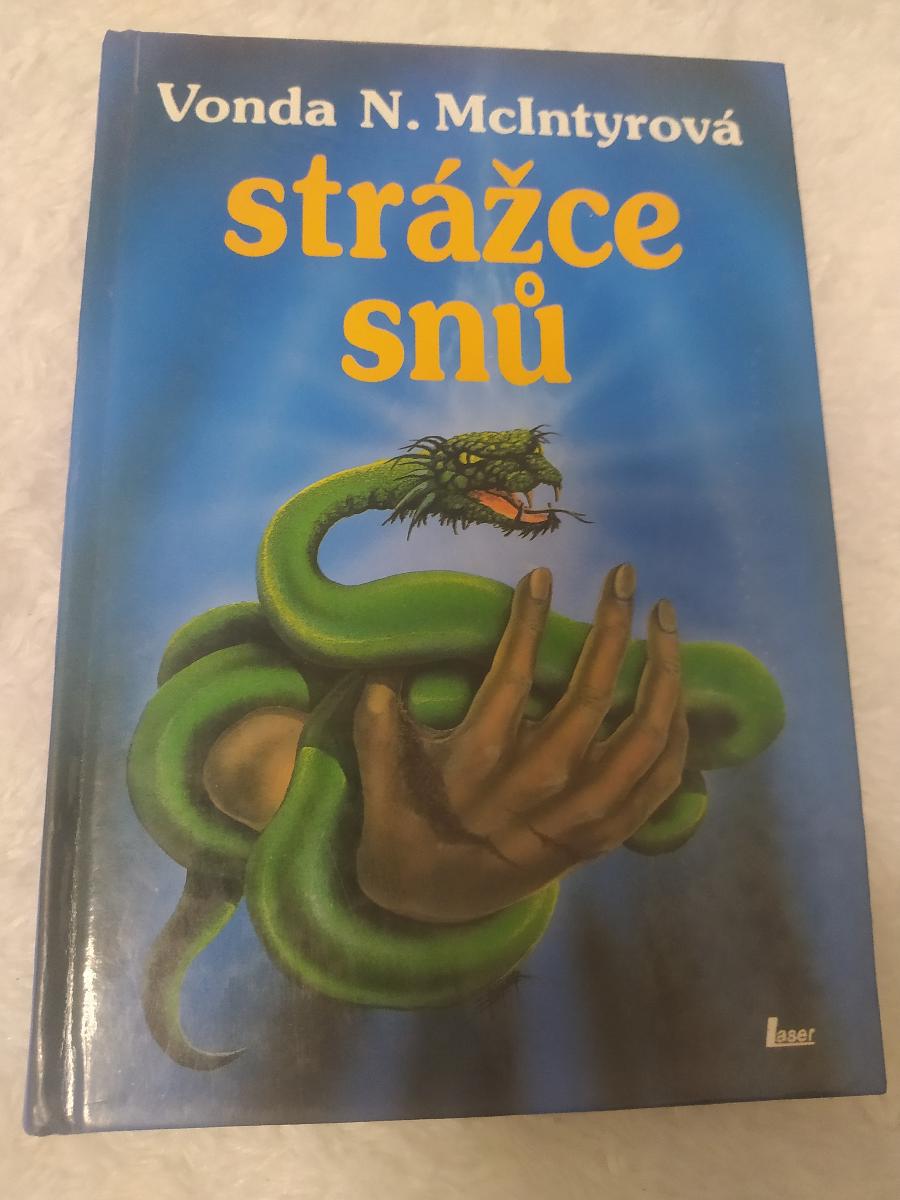 Vonda N. McIntyrová
strážce
snů
Laser